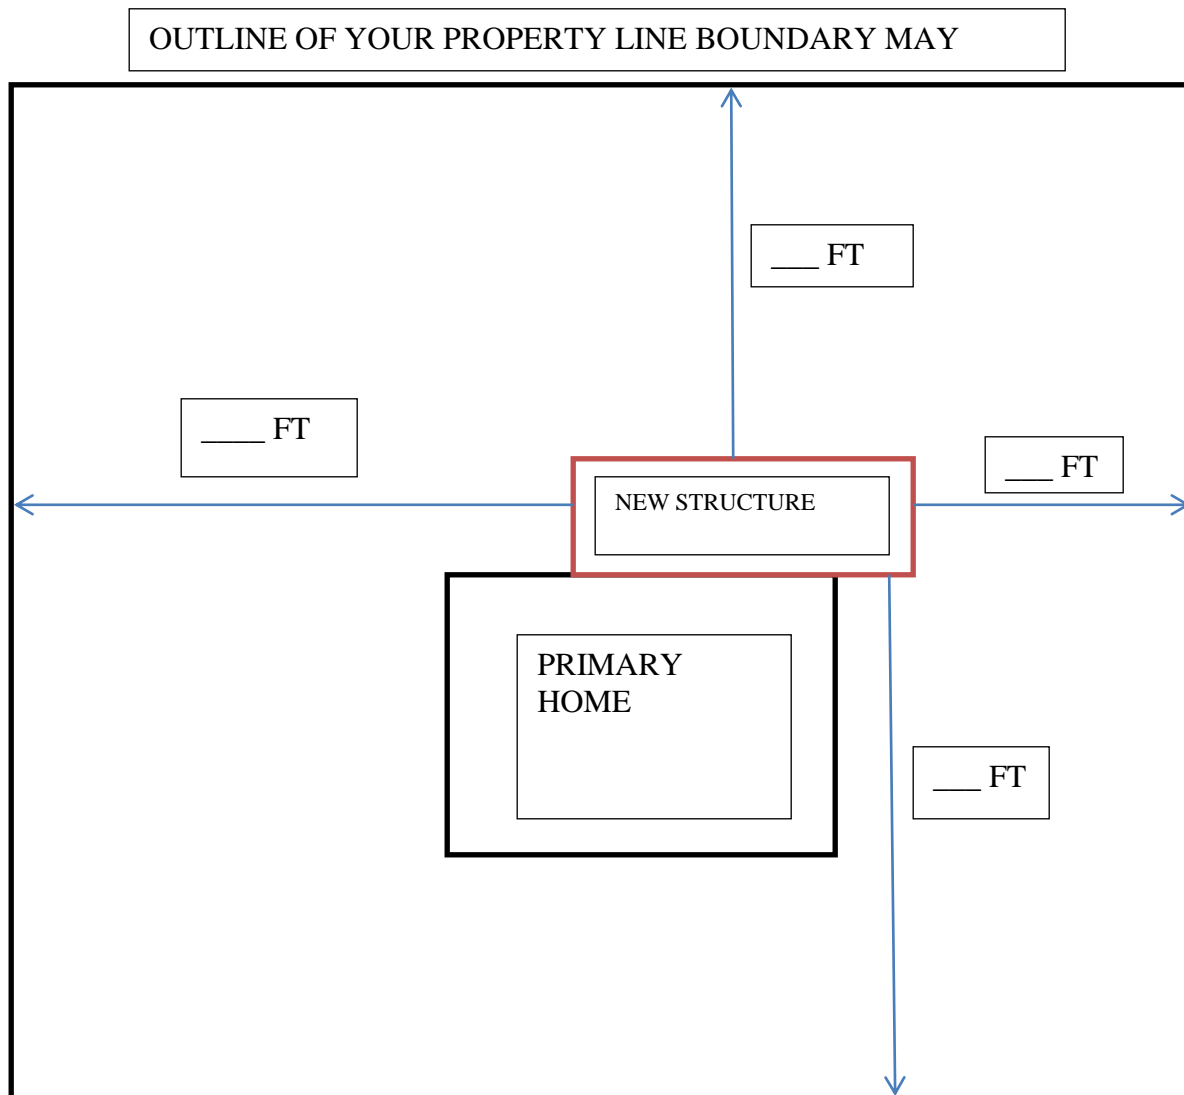 OUTLINE OF YOUR PROPERTY LINE BOUNDARY MAY
___ FT
____ FT
___ FT
NEW STRUCTURE
PRIMARY
HOME
___ FT